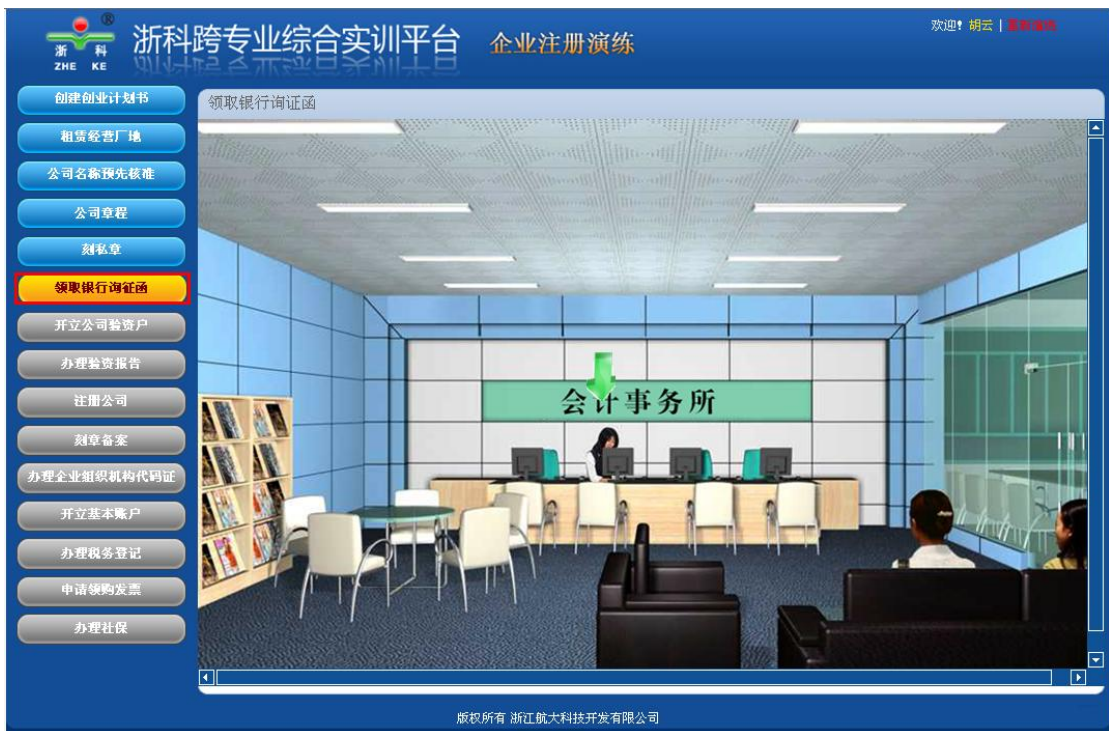 浙科
ZHE KE
®
浙科跨专业综合实训平台
企业注册演练
欢迎! 胡云 | 重新演练
创建创业计划书
租赁经营厂地
公司名称预先核准
公司章程
刻私章
领取银行询证函
开立公司验资户
办理验资报告
注册公司
刻章备案
办理企业组织机构代码证
开立基本账户
办理税务登记
申请领购发票
办理社保
领取银行询证函
会计事务所
版权所有 浙江航大科技开发有限公司